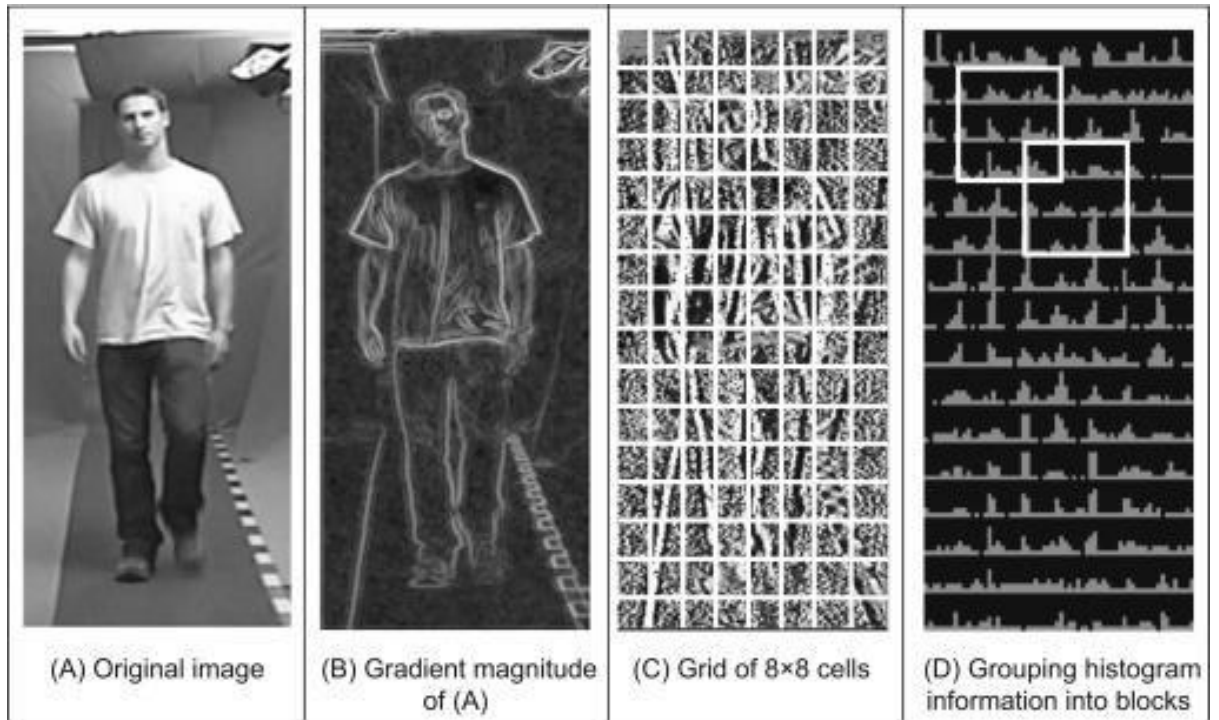 (A) Original image
(B) Gradient magnitude
of (A)
(C) Grid of 8×8 cells
(D) Grouping histogram
information into blocks